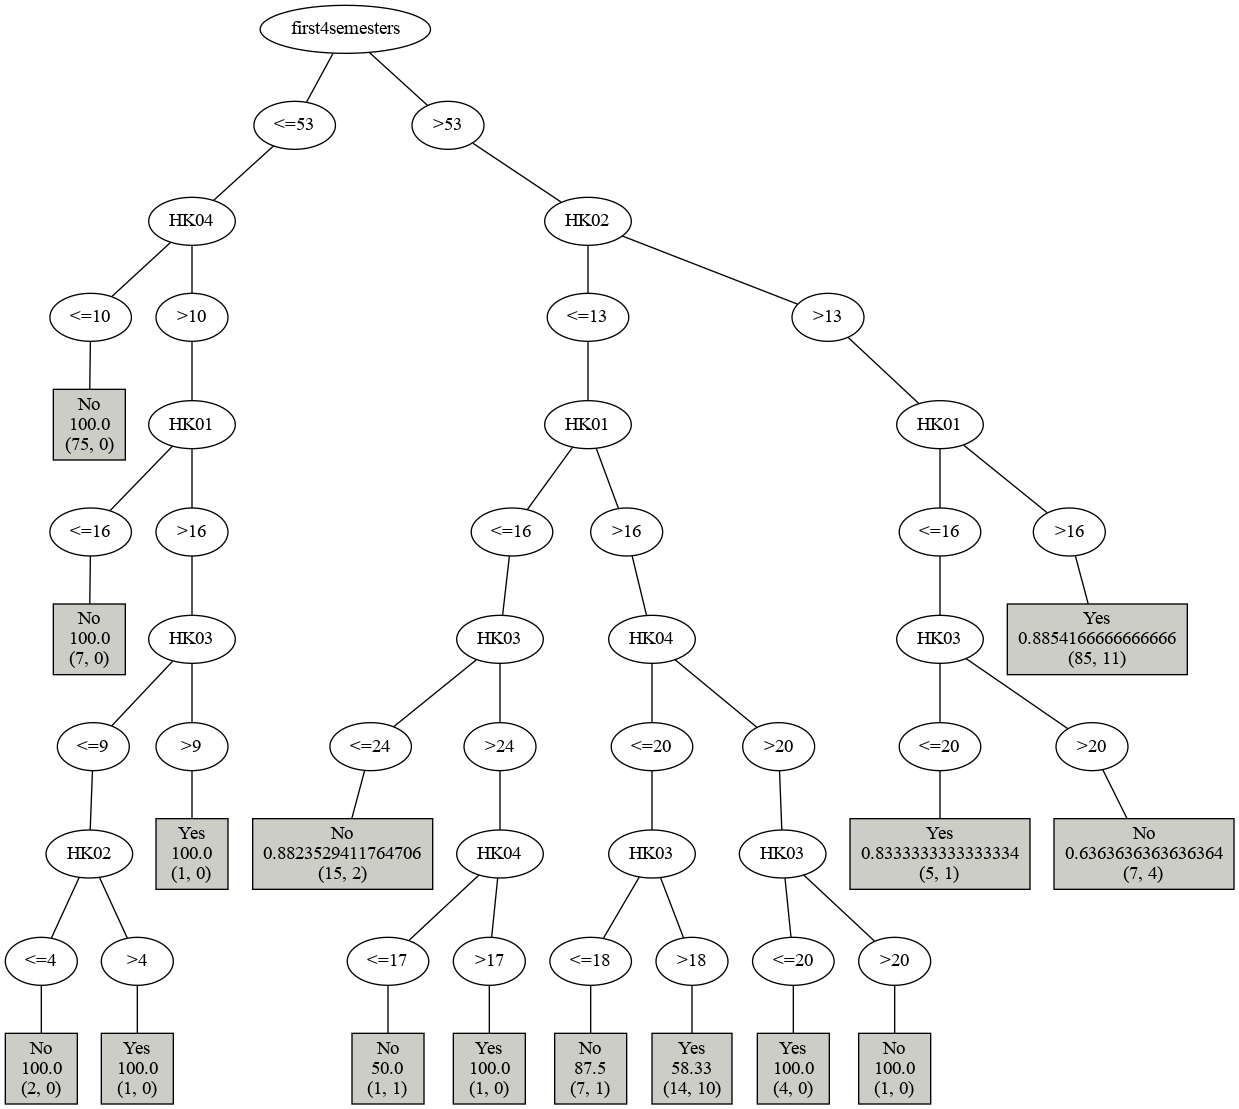 first4semesters
<=53
>53
HK04
HK02
<=10
>10
<=13
>13
No
100.0
(75, 0)
HK01
HK01
HK01
<=16
>16
<=16
>16
<=16
>16
No
100.0
(7, 0)
HK03
HK03
HK04
HK03
Yes
0.8854166666666666
(85, 11)
<=9
>9
<=24
>24
<=20
>20
<=20
>20
HK02
Yes
100.0
(1, 0)
No
0.8823529411764706
(15, 2)
HK04
HK03
HK03
Yes
0.8333333333333334
(5, 1)
No
0.6363636363636364
(7, 4)
<=4
>4
<=17
>17
<=18
>18
<=20
>20
No
100.0
(2, 0)
Yes
100.0
(1, 0)
No
50.0
(1, 1)
Yes
100.0
(1, 0)
No
87.5
(7, 1)
Yes
58.33
(14, 10)
Yes
100.0
(4, 0)
No
100.0
(1, 0)